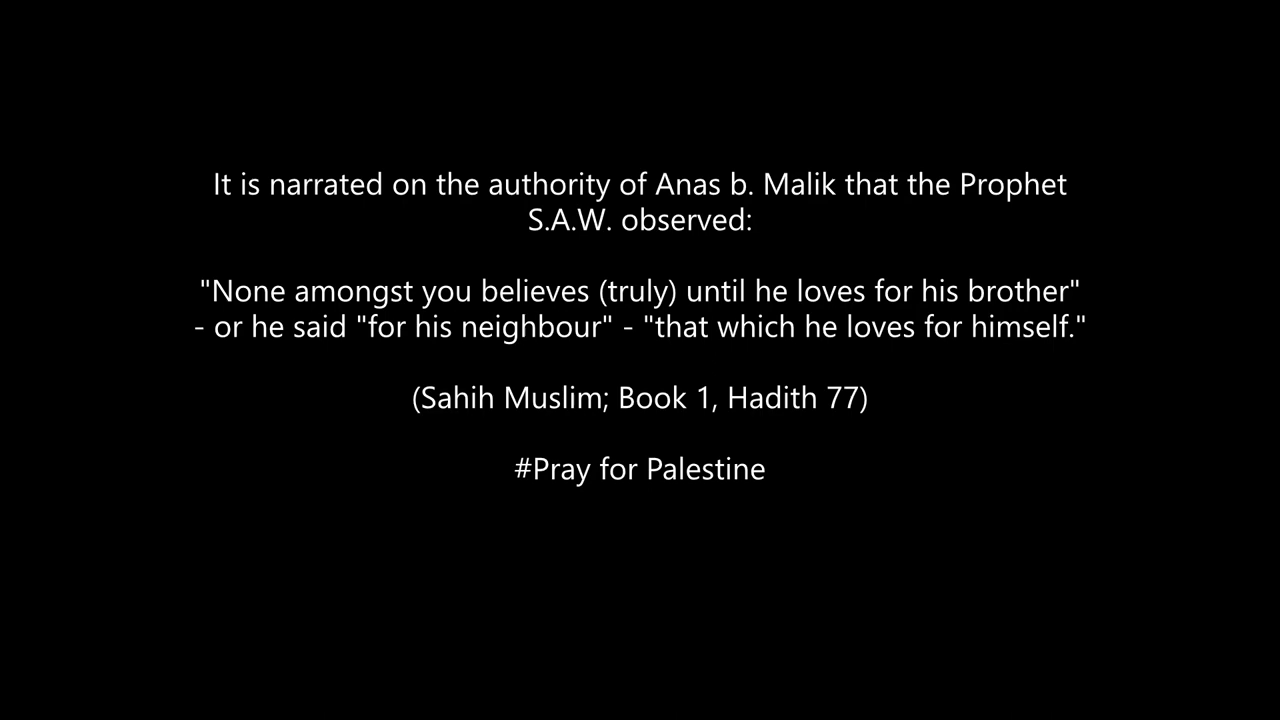 It is narrated on the authority of Anas b. Malik that the Prophet
S.A.W. observed:
"None amongst you believes (truly) until he loves for his brother"
- or he said "for his neighbour" - "that which he loves for himself."
(Sahih Muslim; Book 1, Hadith 77)
#Pray for Palestine